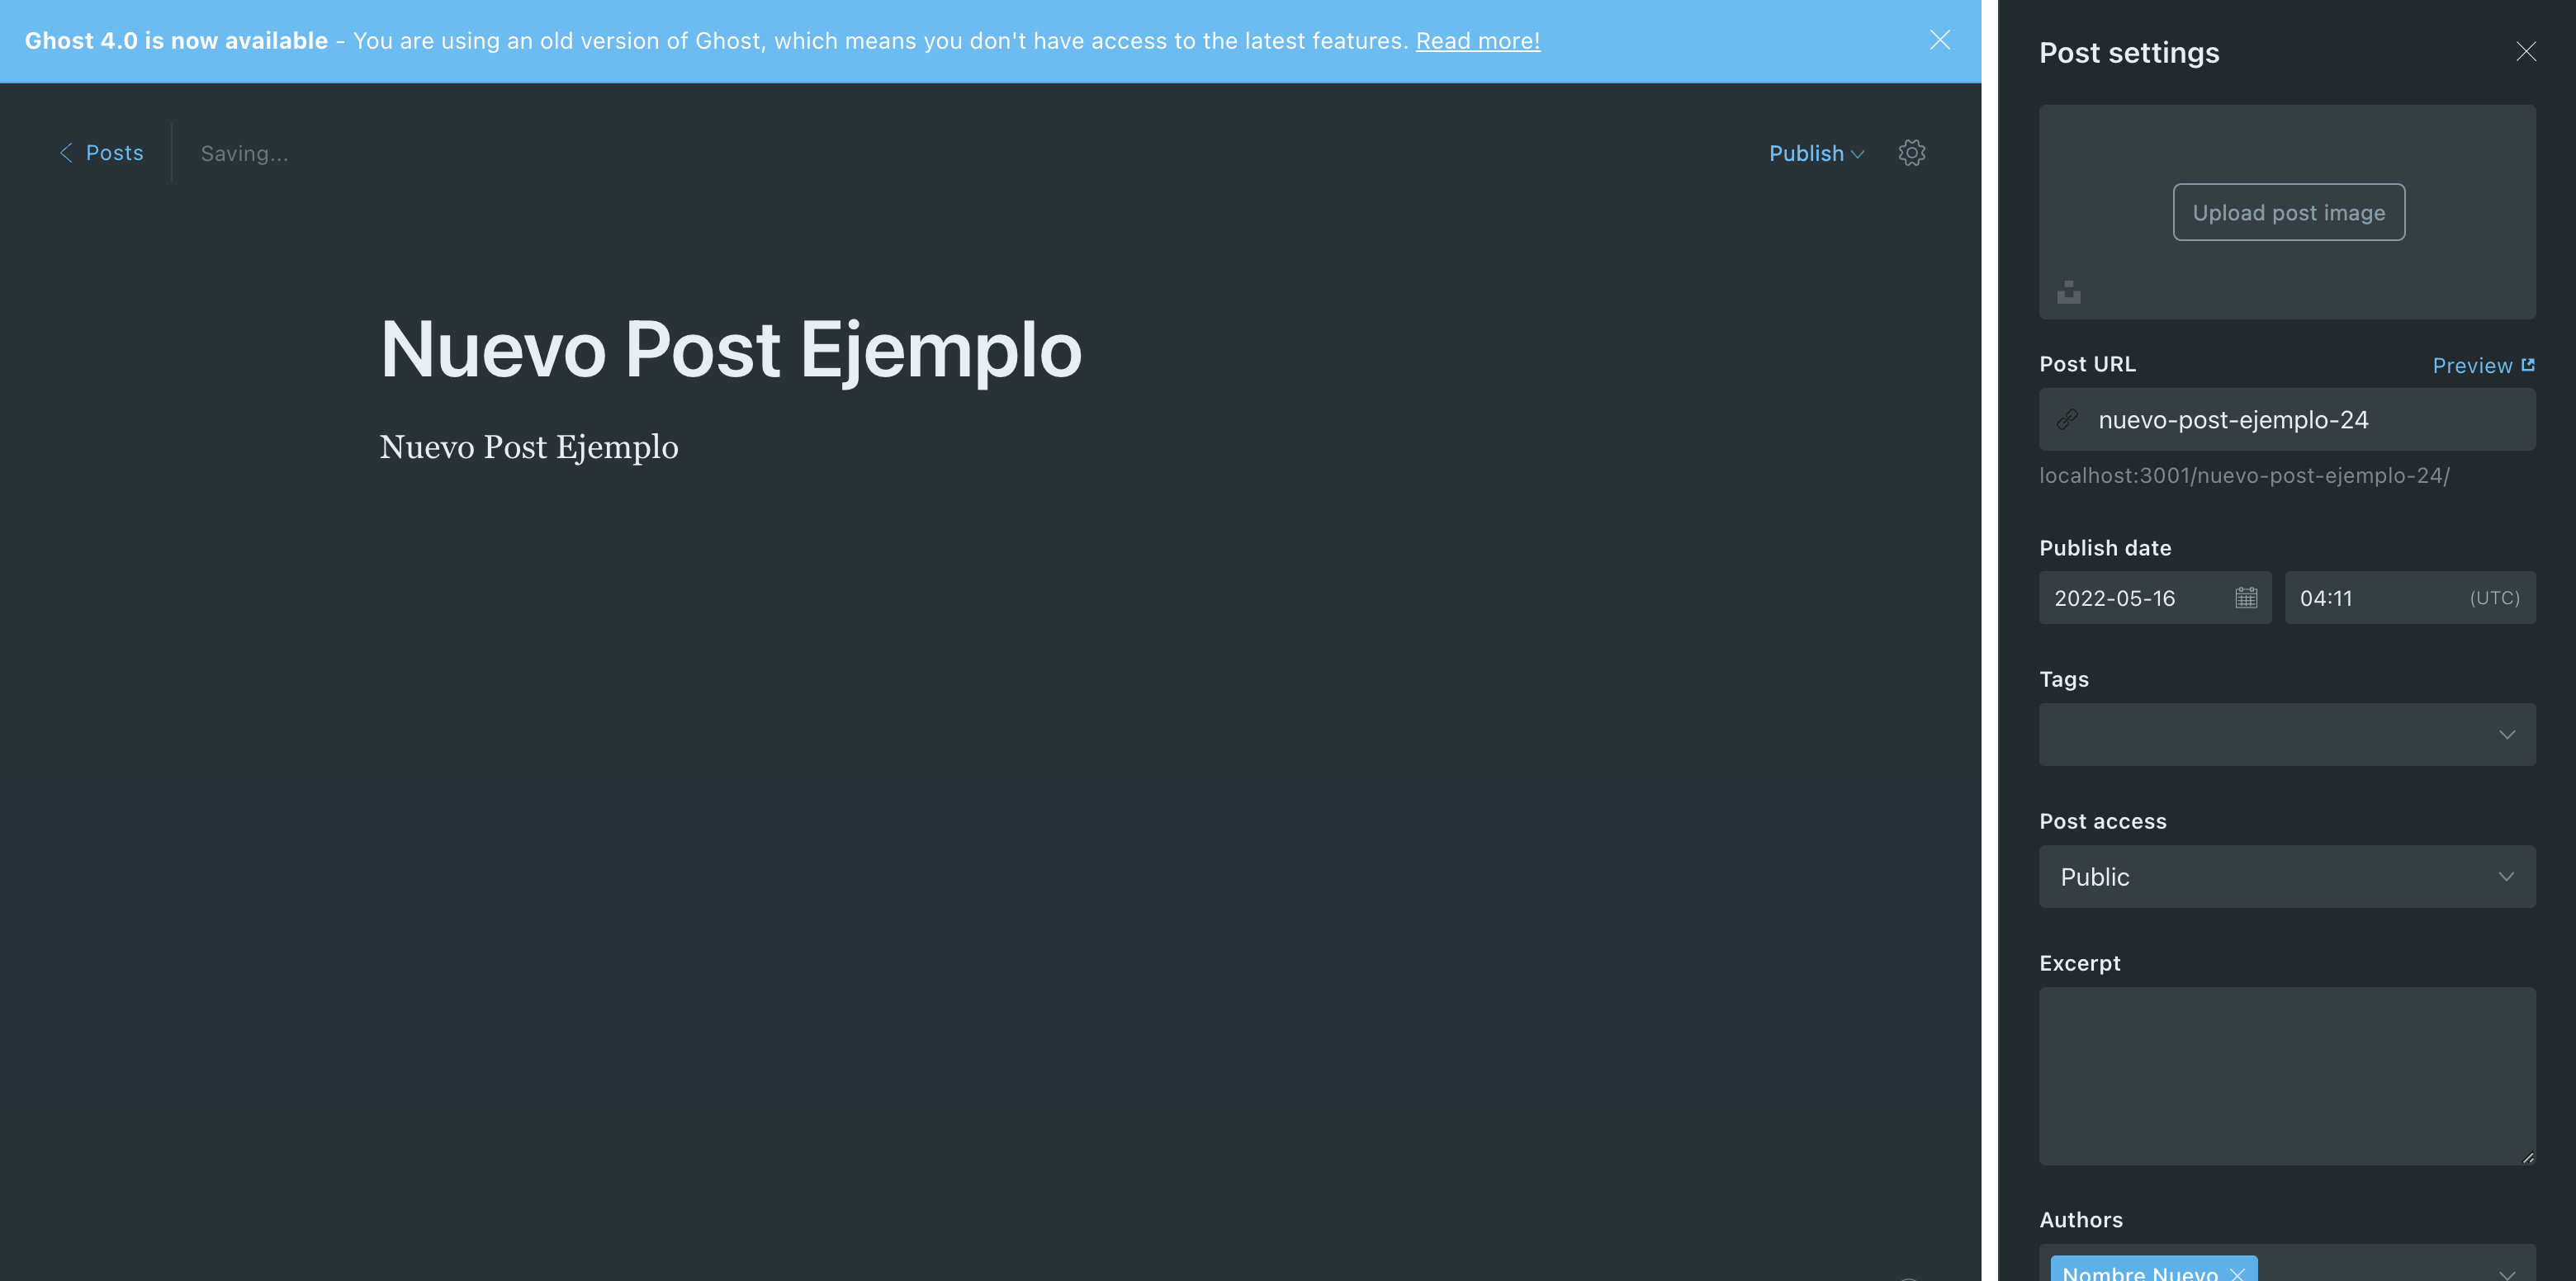 Ghost 4.0 is now available - You are using an old version of Ghost, which means you don't have access to the latest features. Read more!
Posts
Saving...
Publish
Nuevo Post Ejemplo
Nuevo Post Ejemplo
Post settings
Upload post image
Post URL
Preview
nuevo-post-ejemplo-24
localhost:3001/nuevo-post-ejemplo-24/
Publish date
2022-05-16
04:11
(UTC)
Tags
Post access
Public
Excerpt
Authors
Nombre Nuevo